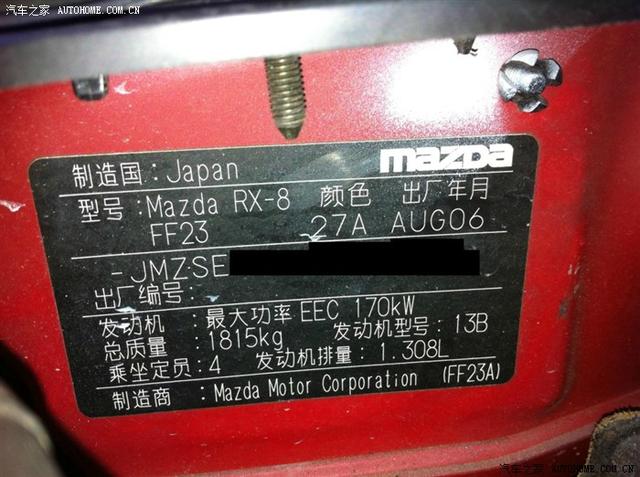 汽车之家 AUTOHOME.COM.CN
mazda
制造国：Japan
型号：Mazda RX-8 颜色 出厂年月
FF23 27A AUG06
-JMZSE
出厂编号：
发动机：最大功率 EEC 170kW
总质量：1815kg 发动机型号：13B
乘坐定员：4 发动机排量：1.308L
制造商：Mazda Motor Corporation (FF23A)
汽车之家 AUTOHOME.COM.CN